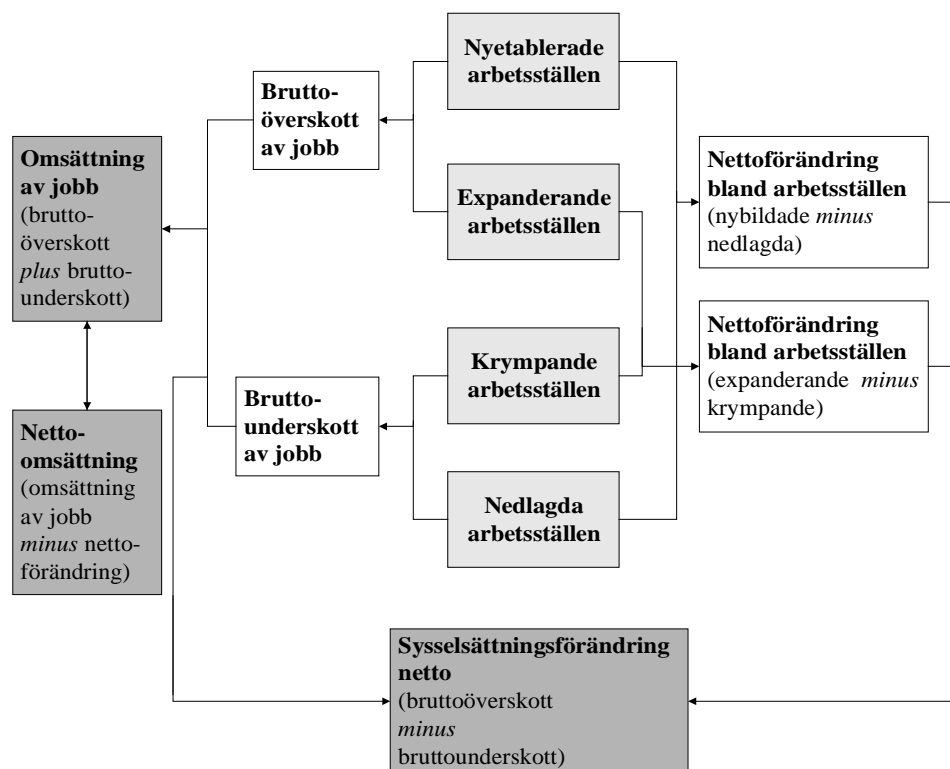 Nyetablerade
arbetsställen
Brutto-
överskott
av jobb
Omsättning
av jobb
(brutto-
överskott
plus brutto-
underskott)
Expanderande
arbetsställen
Nettoförändring
bland arbetsställen
(nybildade minus
nedlagda)
Krympande
arbetsställen
Nettoförändring
bland arbetsställen
(expanderande minus
krympande)
Brutto-
underskott
av jobb
Netto-
omsättning
(omsättning
av jobb
minus netto-
förändring)
Nedlagda
arbetsställen
Sysselsättningsförändring
netto
(bruttoöverskott
minus
bruttounderskott)